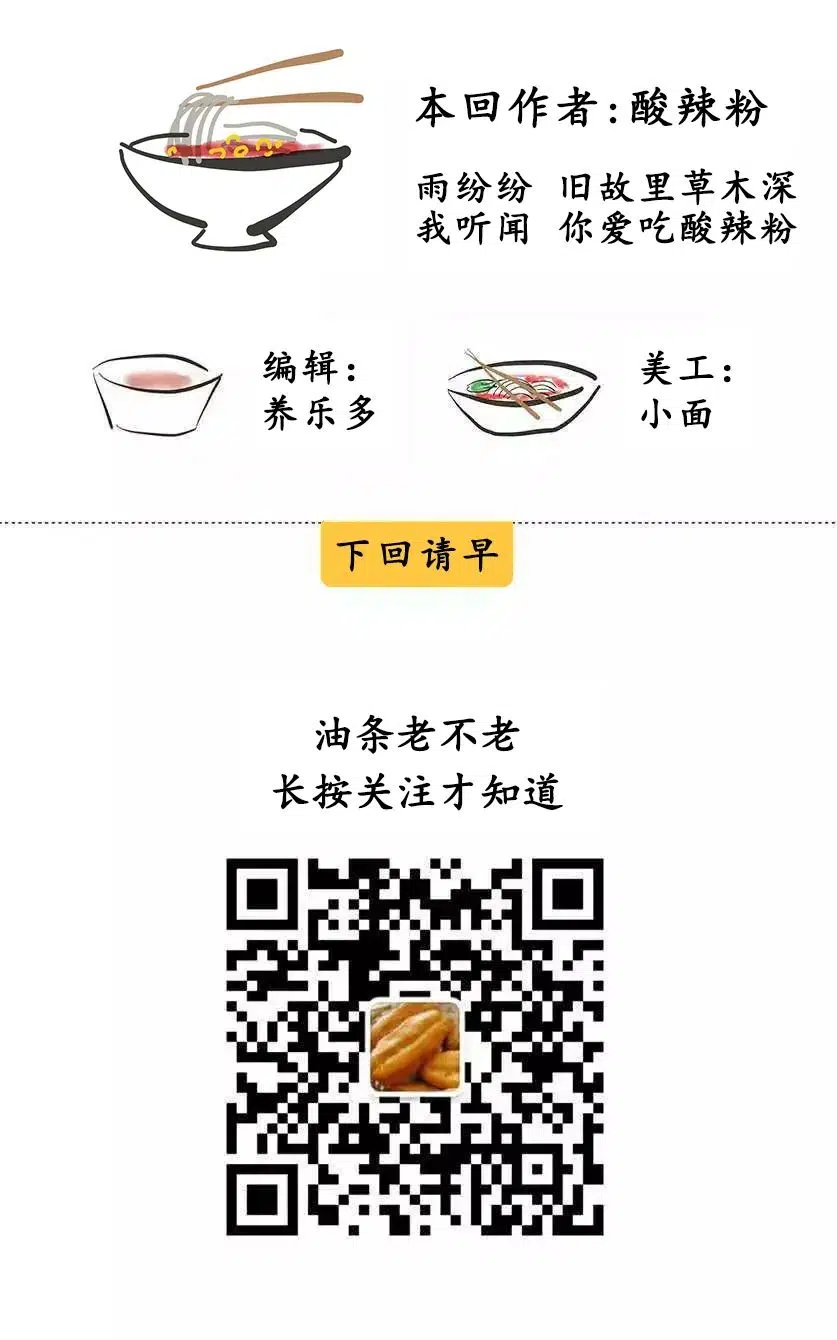 本回作者:酸辣粉
雨纷纷 旧故里草木深
我听闻 你爱吃酸辣粉
编辑:
养乐多
美工:
小面
下回请早
油条老不老
长按关注才知道